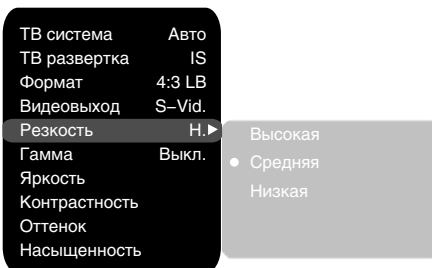 ТВ система Авто
ТВ развертка IS
Формат 4:3 LB
Видеовыход S–Vid.
Резкость Н.
Гамма Выкл.
Яркость
Контрастность
Оттенок
Насыщенность
Высокая
Средняя
Низкая